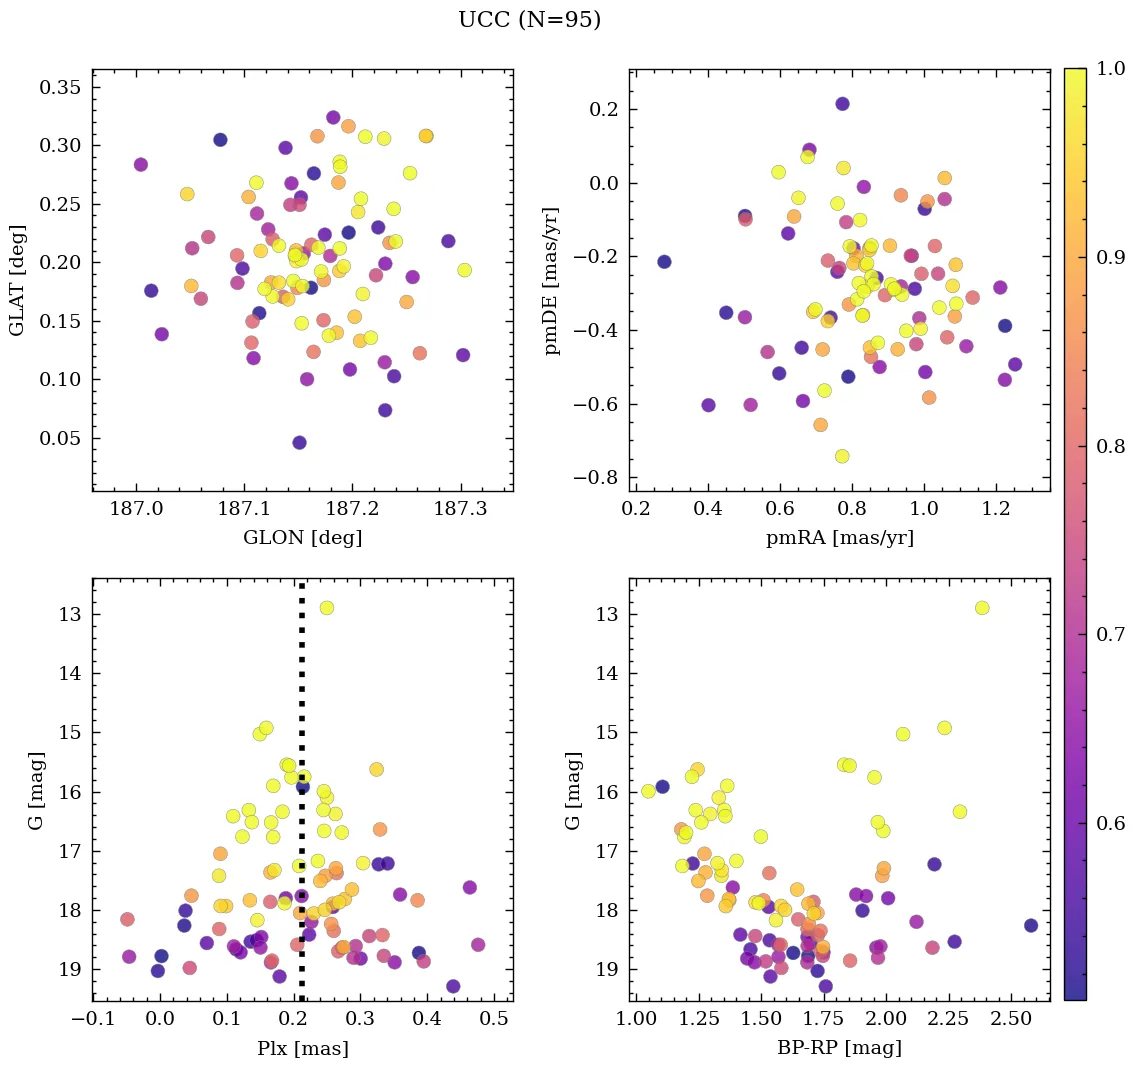 UCC (N=95)
0.35
0.30
0.25
0.20
0.15
0.10
0.05
GLAT [deg]
187.0 187.1 187.2 187.3
GLON [deg]
0.2
0.0
−0.2
−0.4
−0.6
−0.8
pmDE [mas/yr]
0.2 0.4 0.6 0.8 1.0 1.2
pmRA [mas/yr]
1.0
0.9
0.8
0.7
0.6
13
14
15
16
17
18
19
G [mag]
−0.1 0.0 0.1 0.2 0.3 0.4 0.5
Plx [mas]
13
14
15
16
17
18
19
G [mag]
1.00 1.25 1.50 1.75 2.00 2.25 2.50
BP-RP [mag]